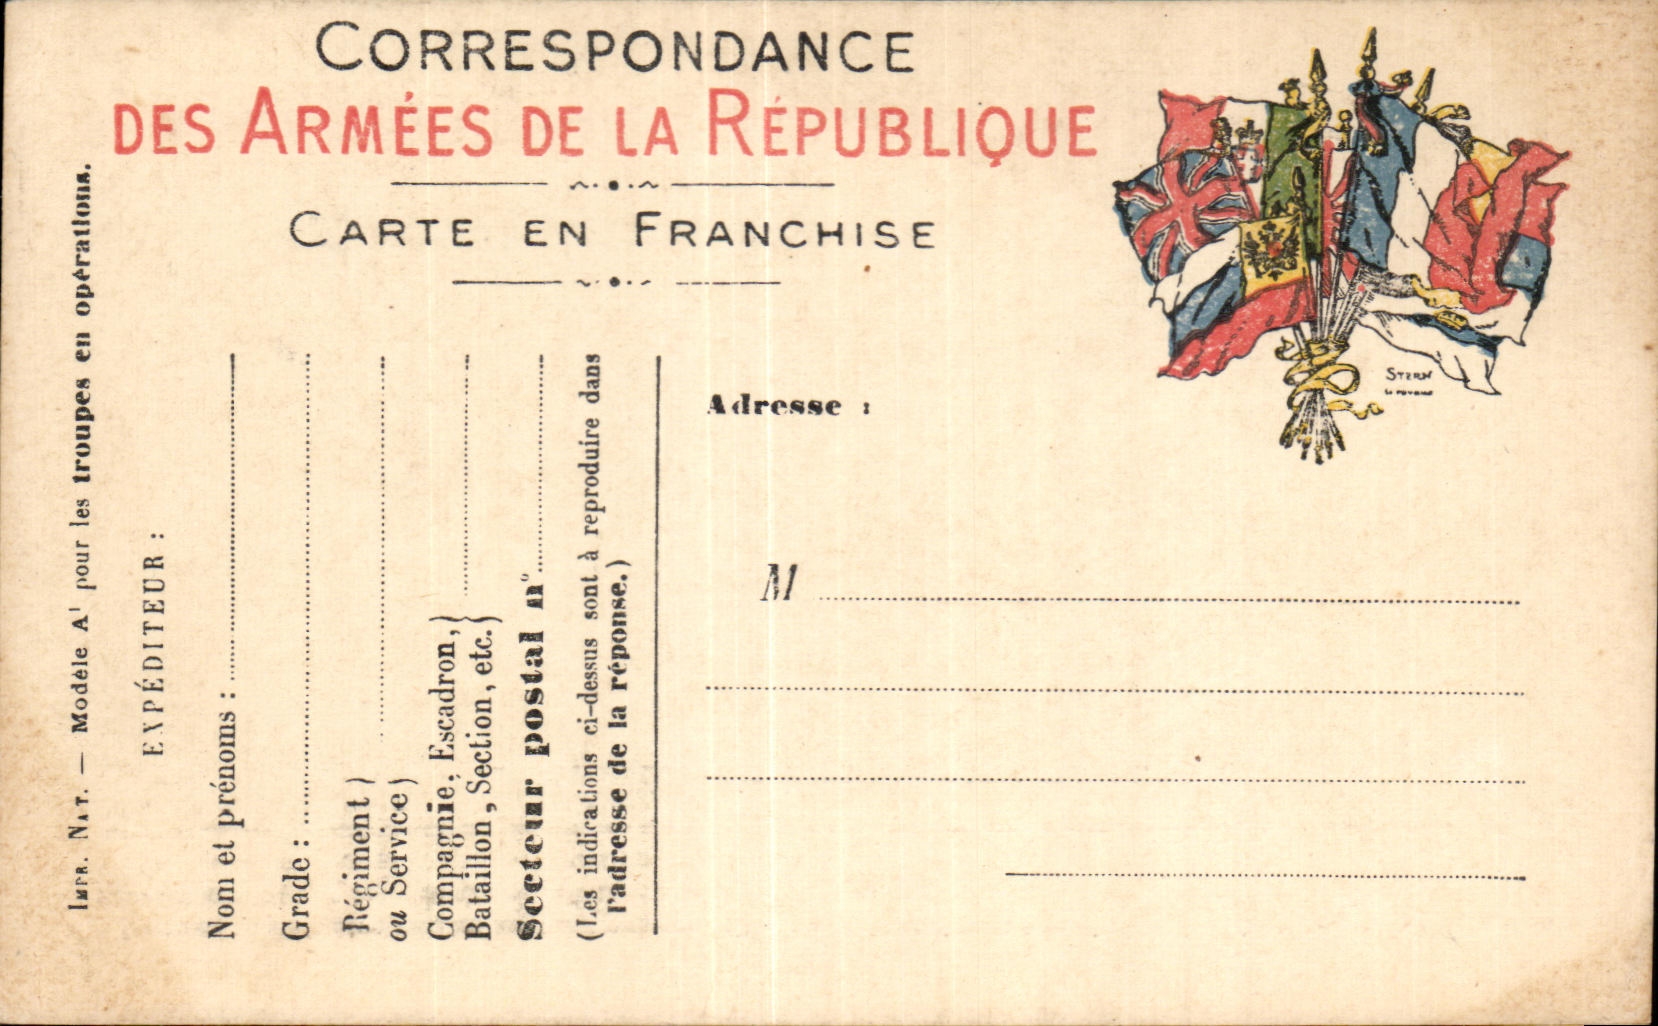 CORRESPONDANCE
DES ARMÉES DE LA RÉPUBLIQUE
CARTE EN FRANCHISE
IMPR. NAT. — Modèle A¹ pour les troupes en opérations.
EXPÉDITEUR :
Nom et prénoms :
Grade :
Régiment )
ou Service )
Compagnie, Escadron, }
Bataillon, Section, etc. }
Secteur postal n°
(Les indications ci-dessus sont à reproduire dans
l'adresse de la réponse.)
Adresse :
M
STERN